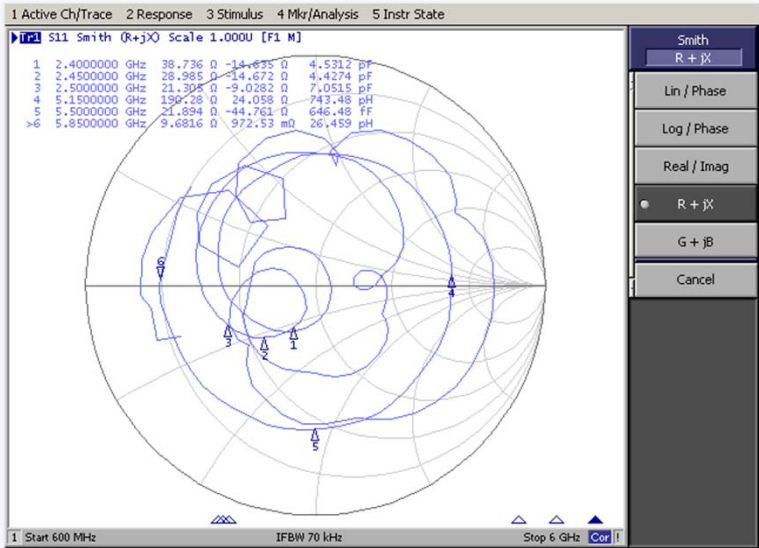 1 Active Ch/Trace 2 Response 3 Stimulus 4 Mkr/Analysis 5 Instr State
Tr1 S11 Smith (R+jX) Scale 1.000U [F1 M]
1 2.4000000 GHz 38.736 Ω -14.635 Ω 4.5312 pF
2 2.4500000 GHz 28.985 Ω -14.672 Ω 4.4274 pF
3 2.5000000 GHz 21.305 Ω -9.0282 Ω 7.0515 pF
4 5.1500000 GHz 190.28 Ω 24.058 Ω 743.48 pH
5 5.5000000 GHz 21.894 Ω -44.761 Ω 646.48 fF
>6 5.8500000 GHz 9.6816 Ω 972.53 mΩ 26.459 pH
6
4
3
2
1
5
1 Start 600 MHz IFBW 70 kHz Stop 6 GHz Cor !
Smith
R + jX
Lin / Phase
Log / Phase
Real / Imag
R + jX
G + jB
Cancel